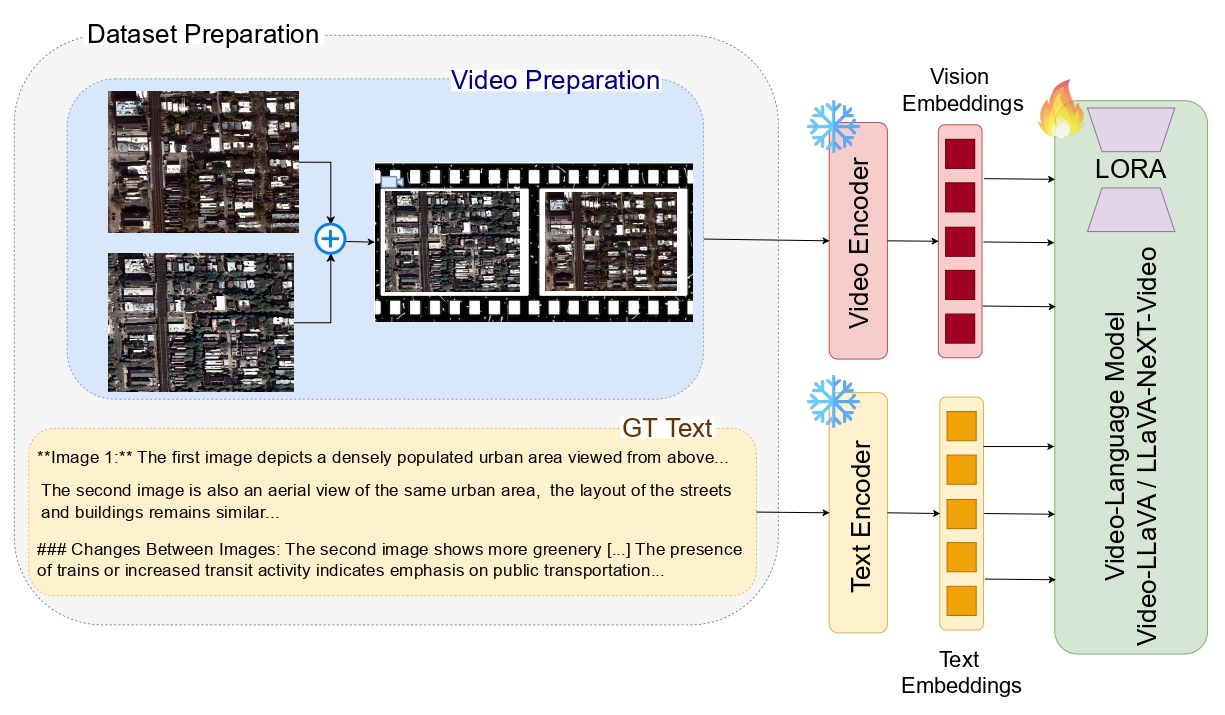 Dataset Preparation
Video Preparation
GT Text
**Image 1:** The first image depicts a densely populated urban area viewed from above...
The second image is also an aerial view of the same urban area,  the layout of the streets
and buildings remains similar...
### Changes Between Images: The second image shows more greenery [...] The presence
of trains or increased transit activity indicates emphasis on public transportation...
Video Encoder
Text Encoder
Vision
Embeddings
Text
Embeddings
LORA
Video-Language Model
Video-LLaVA / LLaVA-NeXT-Video